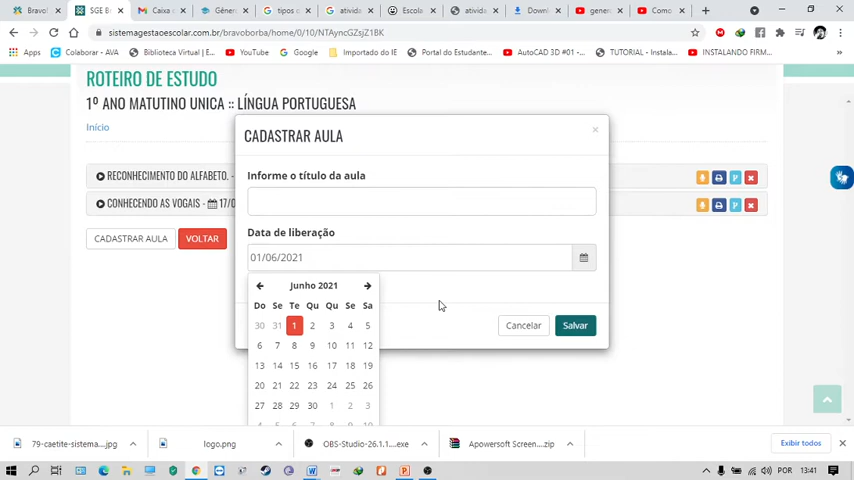 Bravo!
SGE B
Caixa
Gêner
tipos c
ativida
Escola
ativida
Downl
gener
Como
sistemagestaoescolar.com.br/bravoborba/home/0/10/NTAyncGZsjY1BK
Apps
Colaborar - AVA
Biblioteca Virtual |
YouTube
Google
Importado do IE
Portal do Estudante...
AutoCAD 3D #01 -...
TUTORIAL - Instala...
INSTALANDO FIRM...
ROTEIRO DE ESTUDO
1º ANO MATUTINO UNICA :: LÍNGUA PORTUGUESA
Início
CADASTRAR AULA
×
RECONHECIMENTO DO ALFABETO. -
Informe o título da aula
CONHECENDO AS VOGAIS - 17/0
CADASTRAR AULA
VOLTAR
Data de liberação
01/06/2021
Junho 2021
Do Se Te Qu Qu Se Sa
30 31 1 2 3 4 5
6 7 8 9 10 11 12
13 14 15 16 17 18 19
20 21 22 23 24 25 26
27 28 29 30 1 2 3
Cancelar
Salvar
79-caetite-sistema....jpg
logo.png
OBS-Studio-26.1.1....exe
Apowersoft Screen....zip
Exibir todos
POR
13:41